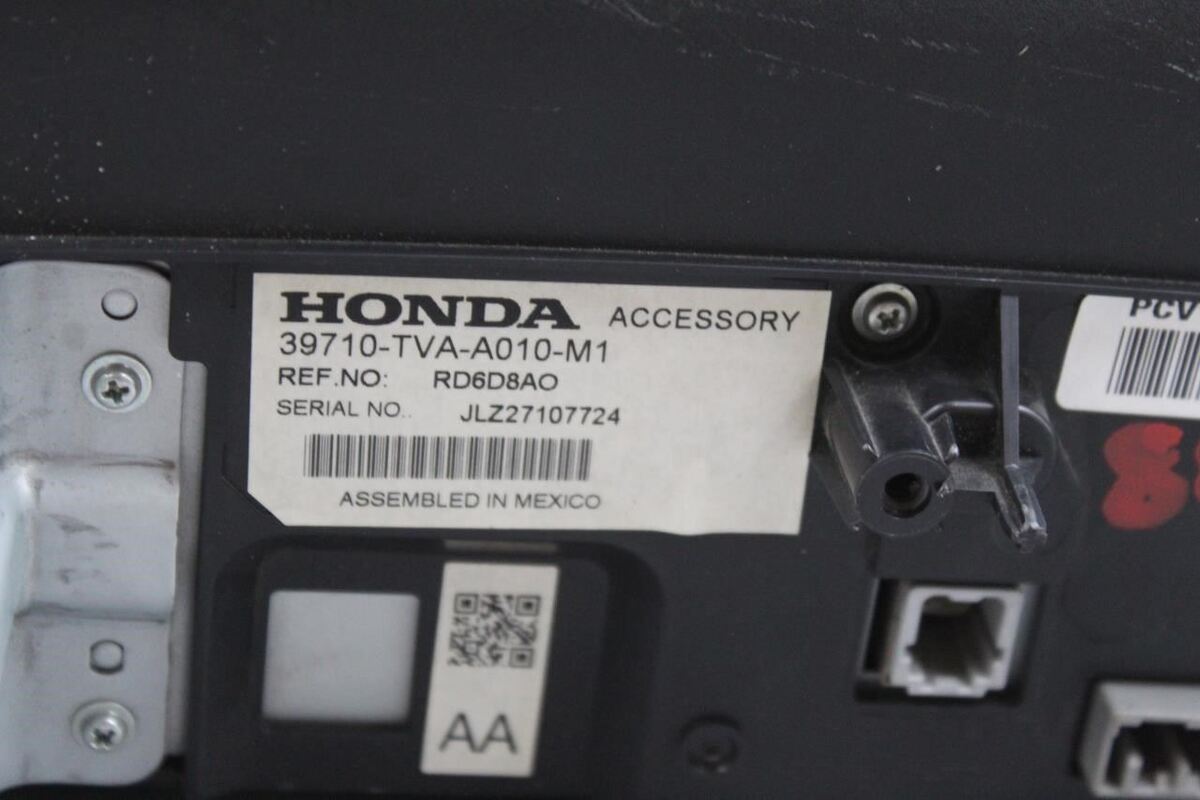 HONDA ACCESSORY
39710-TVA-A010-M1
REF.NO: RD6D8AO
SERIAL NO.. JLZ27107724
ASSEMBLED IN MEXICO
PCV
AA